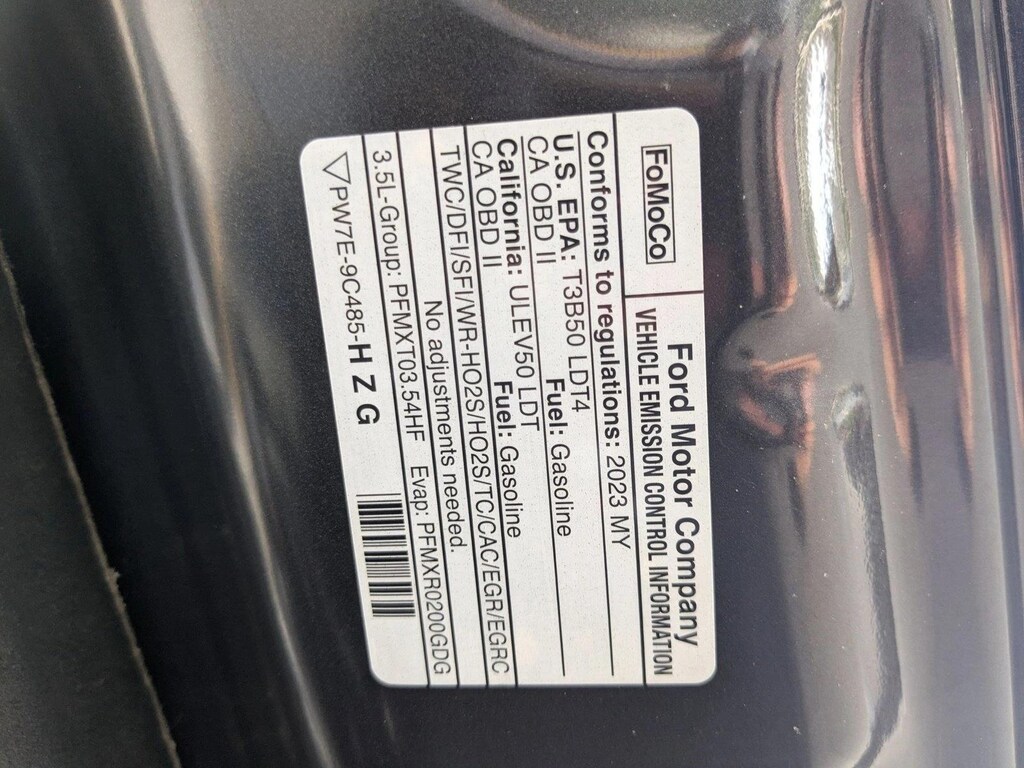 FoMoCo
Ford Motor Company
VEHICLE EMISSION CONTROL INFORMATION
Conforms to regulations: 2023 MY
U.S. EPA: T3B50 LDT4 Fuel: Gasoline
CA OBD II
California: ULEV50 LDT Fuel: Gasoline
CA OBD II
TWC/DFI/SFI/WR-HO2S/HO2S/TC/CAC/EGR/EGRC
No adjustments needed.
3.5L-Group: PFMXT03.54HF Evap: PFMXR0200GDG
PW7E-9C485-H Z G